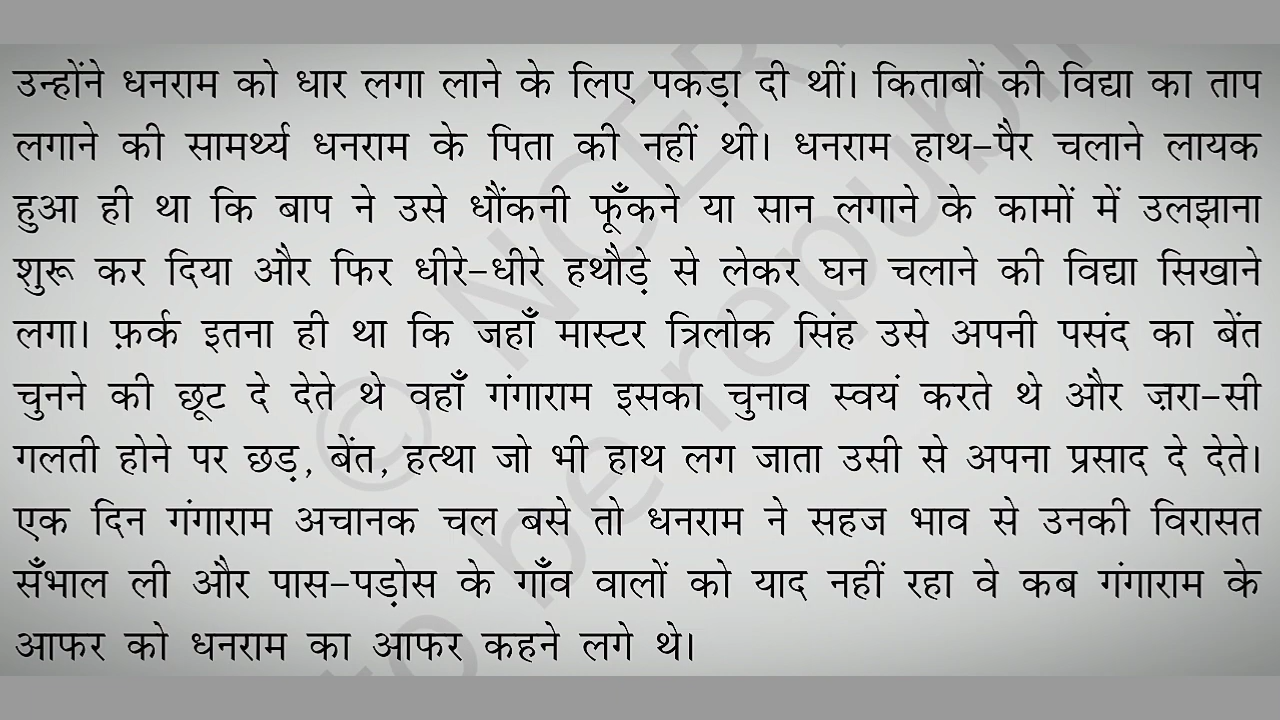 उन्होंने धनराम को धार लगा लाने के लिए पकड़ा दी थीं। किताबों की विद्या का ताप
लगाने की सामर्थ्य धनराम के पिता की नहीं थी। धनराम हाथ-पैर चलाने लायक
हुआ ही था कि बाप ने उसे धौंकनी फूँकने या सान लगाने के कामों में उलझाना
शुरू कर दिया और फिर धीरे-धीरे हथौड़े से लेकर घन चलाने की विद्या सिखाने
लगा। फ़र्क इतना ही था कि जहाँ मास्टर त्रिलोक सिंह उसे अपनी पसंद का बेंत
चुनने की छूट दे देते थे वहाँ गंगाराम इसका चुनाव स्वयं करते थे और ज़रा-सी
गलती होने पर छड़, बेंत, हत्था जो भी हाथ लग जाता उसी से अपना प्रसाद दे देते।
एक दिन गंगाराम अचानक चल बसे तो धनराम ने सहज भाव से उनकी विरासत
सँभाल ली और पास-पड़ोस के गाँव वालों को याद नहीं रहा वे कब गंगाराम के
आफर को धनराम का आफर कहने लगे थे।